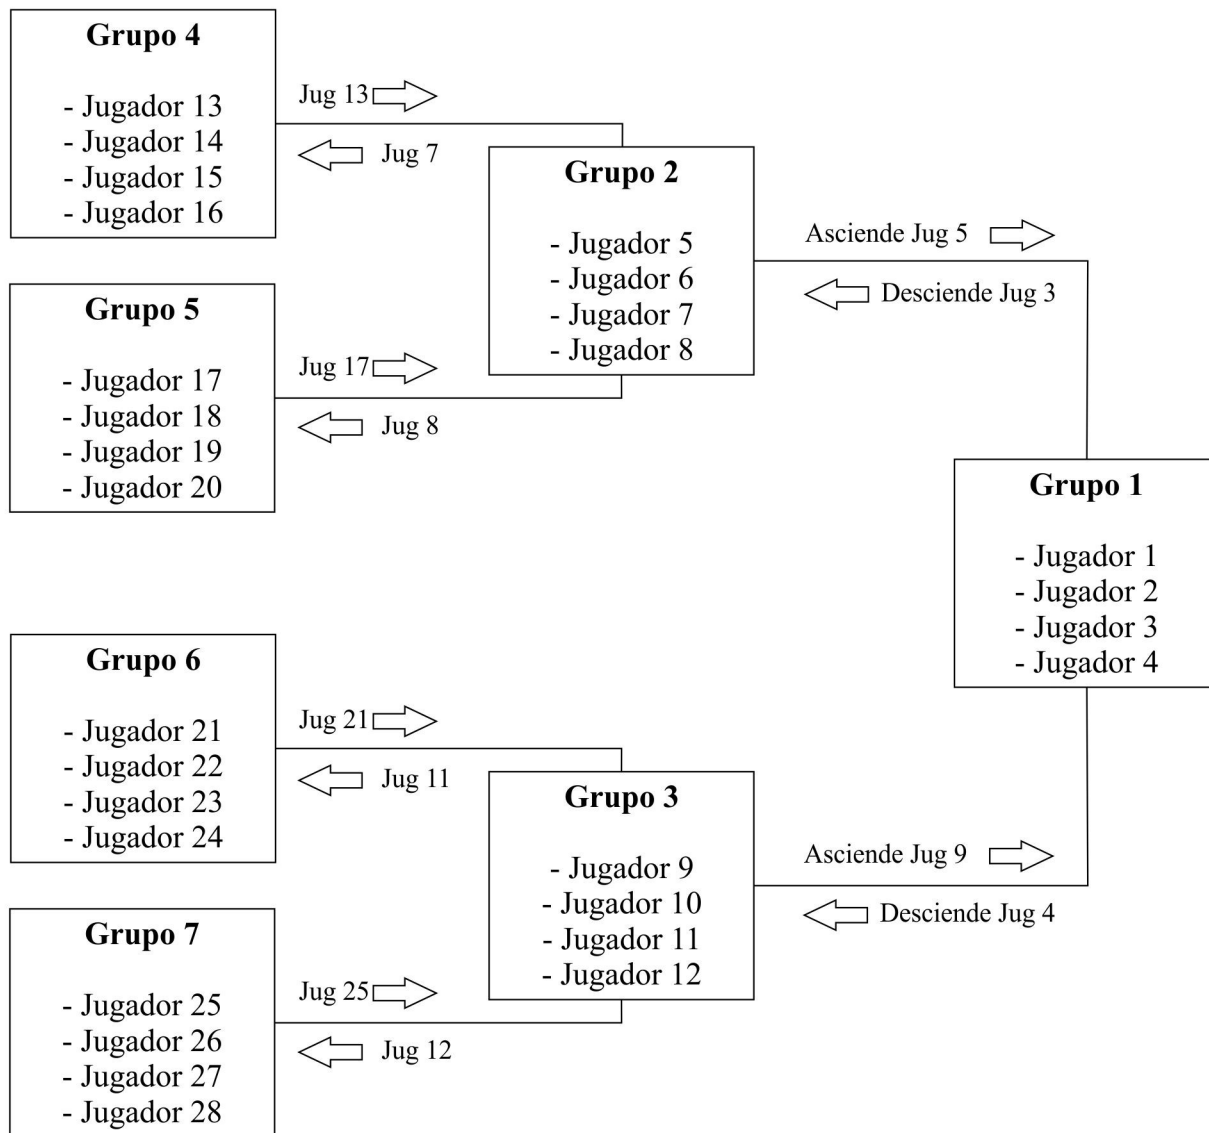 Grupo 4
- Jugador 13
- Jugador 14
- Jugador 15
- Jugador 16
Jug 13
Jug 7
Grupo 5
- Jugador 17
- Jugador 18
- Jugador 19
- Jugador 20
Jug 17
Jug 8
Grupo 2
- Jugador 5
- Jugador 6
- Jugador 7
- Jugador 8
Asciende Jug 5
Desciende Jug 3
Grupo 1
- Jugador 1
- Jugador 2
- Jugador 3
- Jugador 4
Grupo 6
- Jugador 21
- Jugador 22
- Jugador 23
- Jugador 24
Jug 21
Jug 11
Grupo 7
- Jugador 25
- Jugador 26
- Jugador 27
- Jugador 28
Jug 25
Jug 12
Grupo 3
- Jugador 9
- Jugador 10
- Jugador 11
- Jugador 12
Asciende Jug 9
Desciende Jug 4